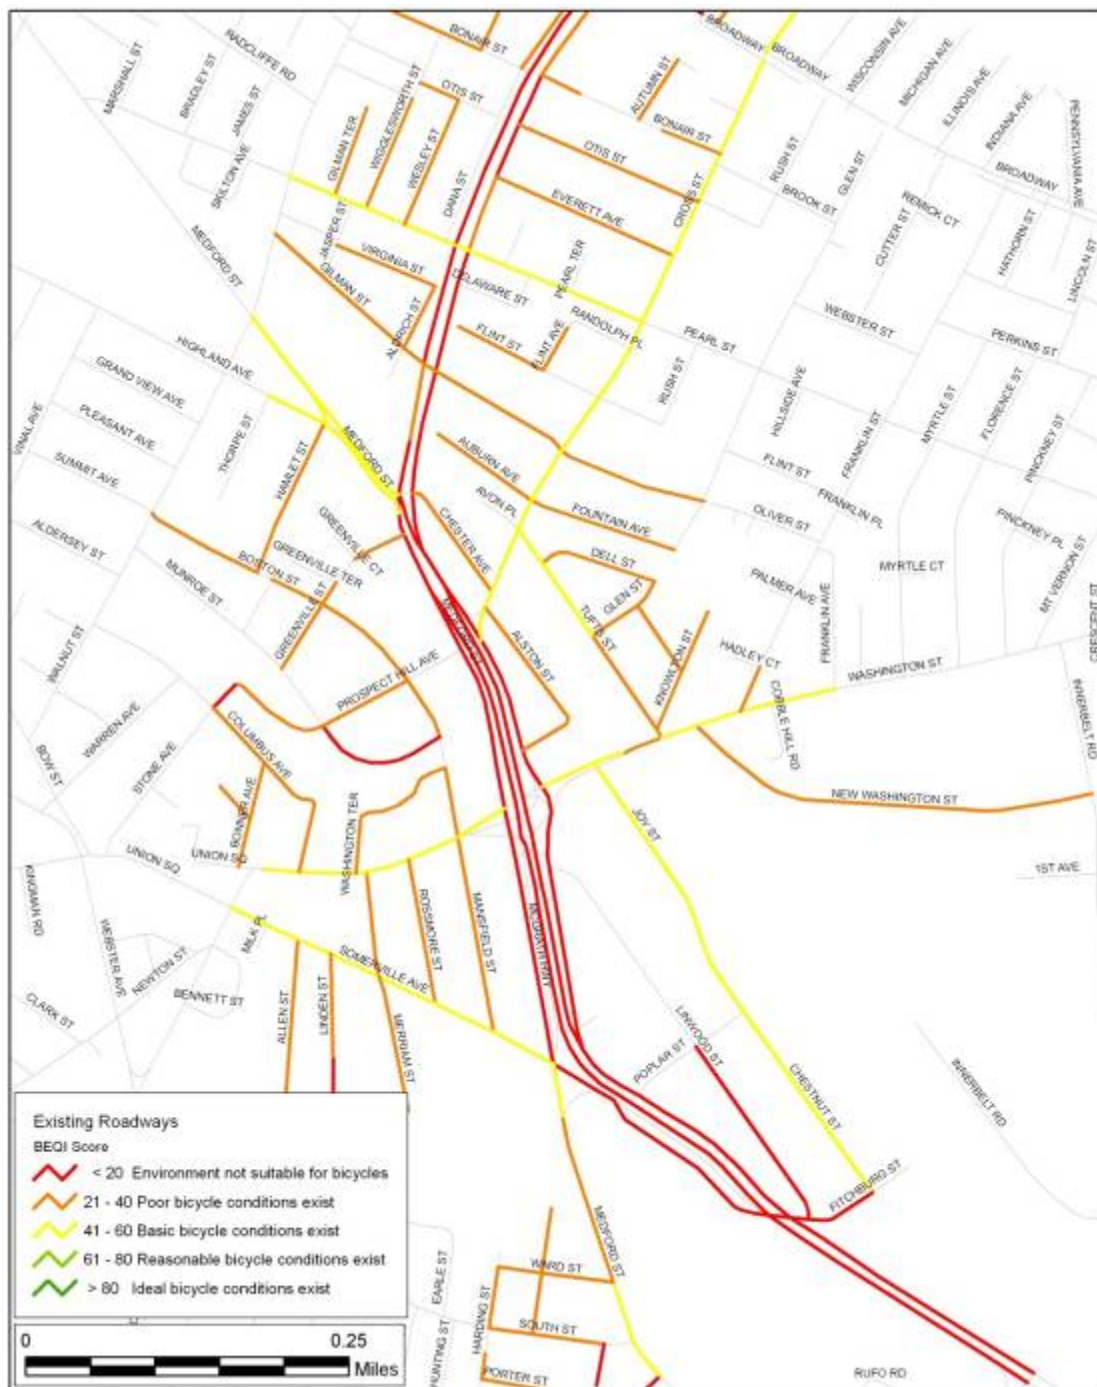 BONAIR ST
BROADWAY
BROADWAY
WISCONSIN AVE
MICHIGAN AVE
ILLINOIS AVE
INDIANA AVE
PENNSYLVANIA AVE
RADCLIFFE RD
MARSHALL ST
BRADLEY ST
JAMES ST
SKILTON AVE
GILMAN TER
WIGGLESWORTH ST
OTIS ST
WESLEY ST
DANA ST
AUTUMN ST
BONAIR ST
OTIS ST
EVERETT AVE
CROSS ST
RUSH ST
BROOK ST
GLEN ST
BROADWAY
REMICK CT
CUTTER ST
HATHORN ST
LINCOLN ST
MEDFORD ST
JASPER ST
VIRGINIA ST
GILMAN ST
DELAWARE ST
PEARL TER
ALDRICH ST
FLINT ST
FLINT AVE
RANDOLPH PL
PEARL ST
WEBSTER ST
PERKINS ST
HIGHLAND AVE
GRAND VIEW AVE
PLEASANT AVE
VINAL AVE
SUMMIT AVE
THORPE ST
HAMLET ST
MEDFORD ST
RUSH ST
HILLSIDE AVE
FRANKLIN ST
MYRTLE ST
FLORENCE ST
PINCKNEY ST
AUBURN AVE
AVON PL
FOUNTAIN AVE
FLINT ST
FRANKLIN PL
OLIVER ST
PINCKNEY PL
ALDERSEY ST
MUNROE ST
BOSTON ST
GREENVILLE CT
GREENVILLE TER
GREENVILLE ST
CHESTER AVE
DELL ST
GLEN ST
TUFTS ST
PALMER AVE
MYRTLE CT
MT VERNON ST
FRANKLIN AVE
CRESCENT ST
WALNUT ST
PROSPECT HILL AVE
ALSTON ST
KNOWLTON ST
HADLEY CT
WASHINGTON ST
COBBLE HILL RD
INNERBELT RD
WARREN AVE
COLUMBUS AVE
BOW ST
STONE AVE
BONNER AVE
WASHINGTON TER
NEW WASHINGTON ST
JOY ST
1ST AVE
UNION SQ
UNION SQ
KINGMAN RD
WEBSTER AVE
MILK PL
NEWTON ST
BENNETT ST
CLARK ST
SOMERVILLE AVE
ROSSMORE ST
MANSFIELD ST
MCGRATH HWY
ALLEN ST
LINDEN ST
MERRIAM ST
LINWOOD ST
POPLAR ST
CHESTNUT ST
INNERBELT RD
FITCHBURG ST
MEDFORD ST
WARD ST
EARLE ST
HARDING ST
SOUTH ST
HUNTING ST
PORTER ST
RUFO RD
Existing Roadways
BEQI Score
< 20 Environment not suitable for bicycles
21 - 40 Poor bicycle conditions exist
41 - 60 Basic bicycle conditions exist
61 - 80 Reasonable bicycle conditions exist
> 80 Ideal bicycle conditions exist
0 0.25
Miles